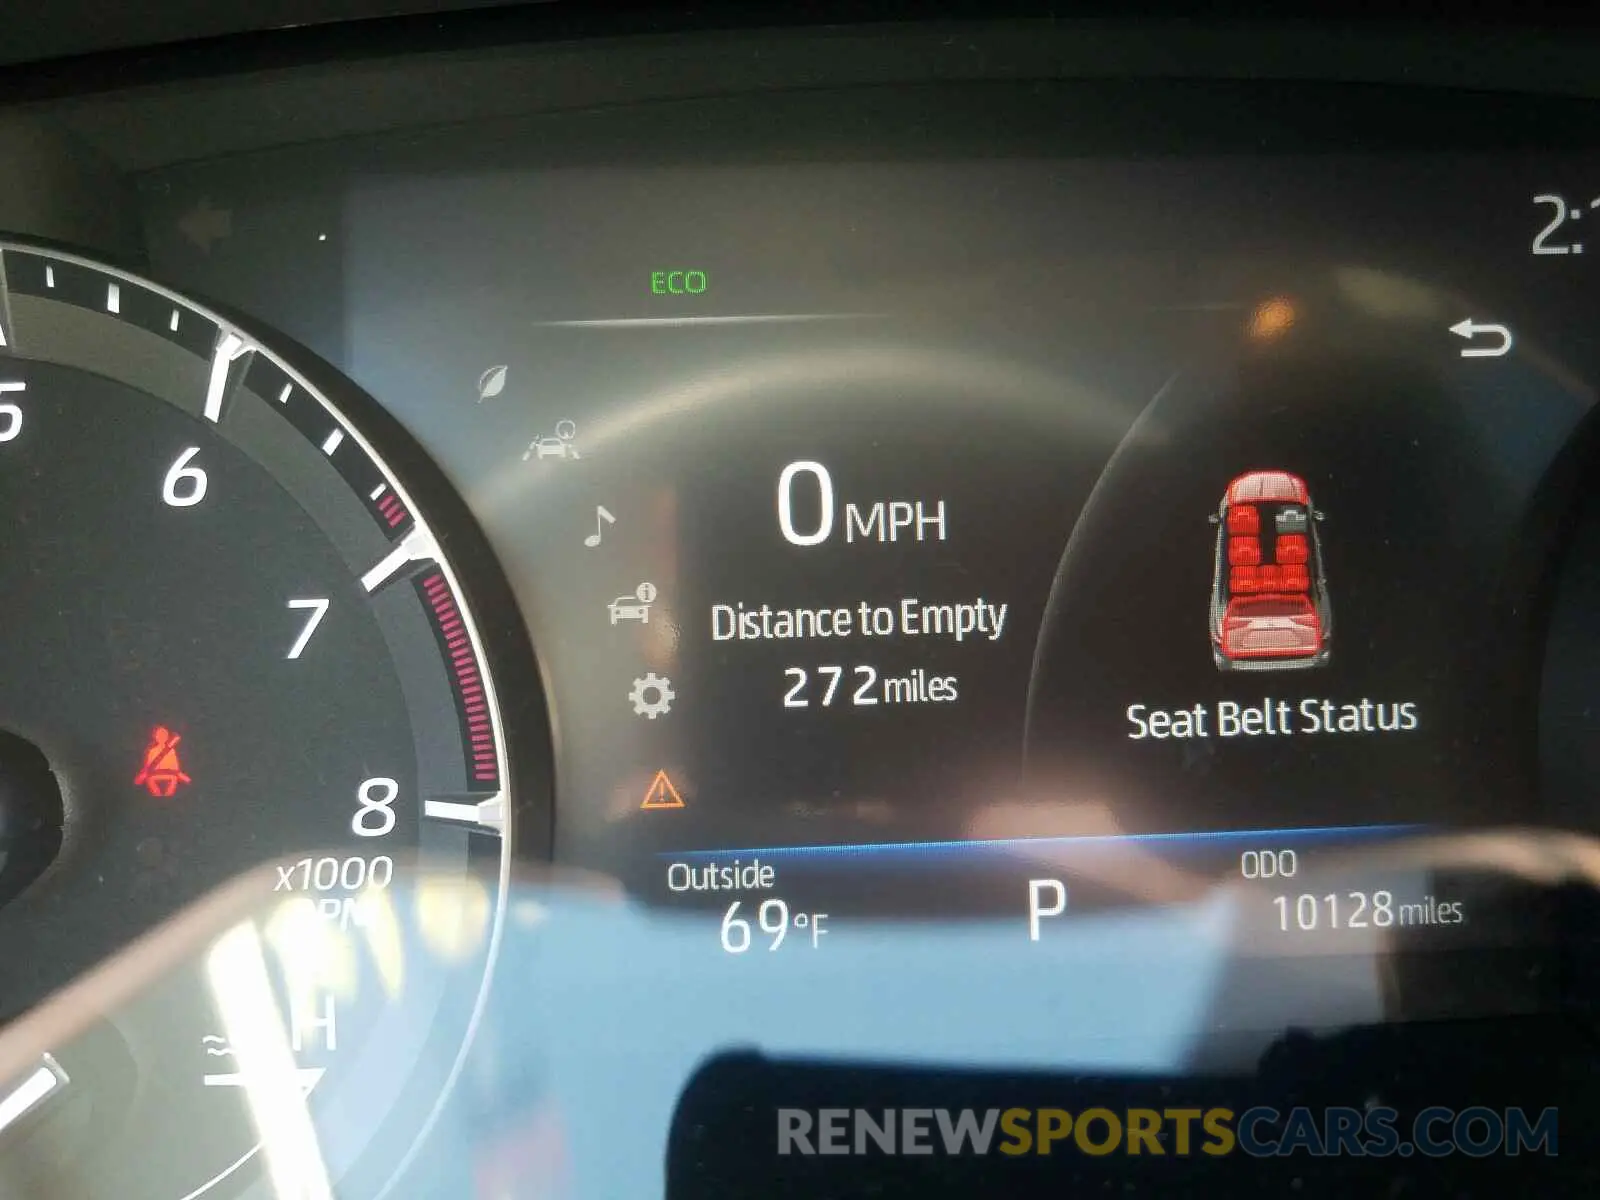 2:
ECO
5
6
0 MPH
Distance to Empty
7
272 miles
Seat Belt Status
8
x1000
RPM
Outside
ODO
69°F
P
10128 miles
H
RENEWSPORTSCARS.COM